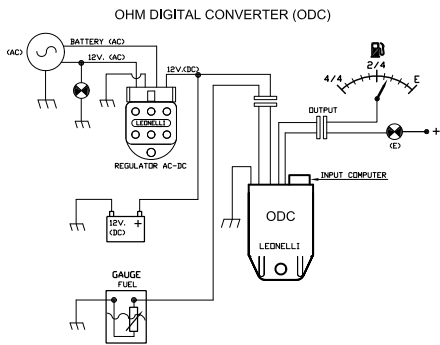 OHM DIGITAL CONVERTER (ODC)
BATTERY (AC)
(AC)
12V. (AC)
12V.(DC)
2/4
4/4
E
LEONELLI
OUTPUT
+
(E)
REGULATOR AC-DC
INPUT COMPUTER
12V. +
(DC)
ODC
LEONELLI
GAUGE
FUEL